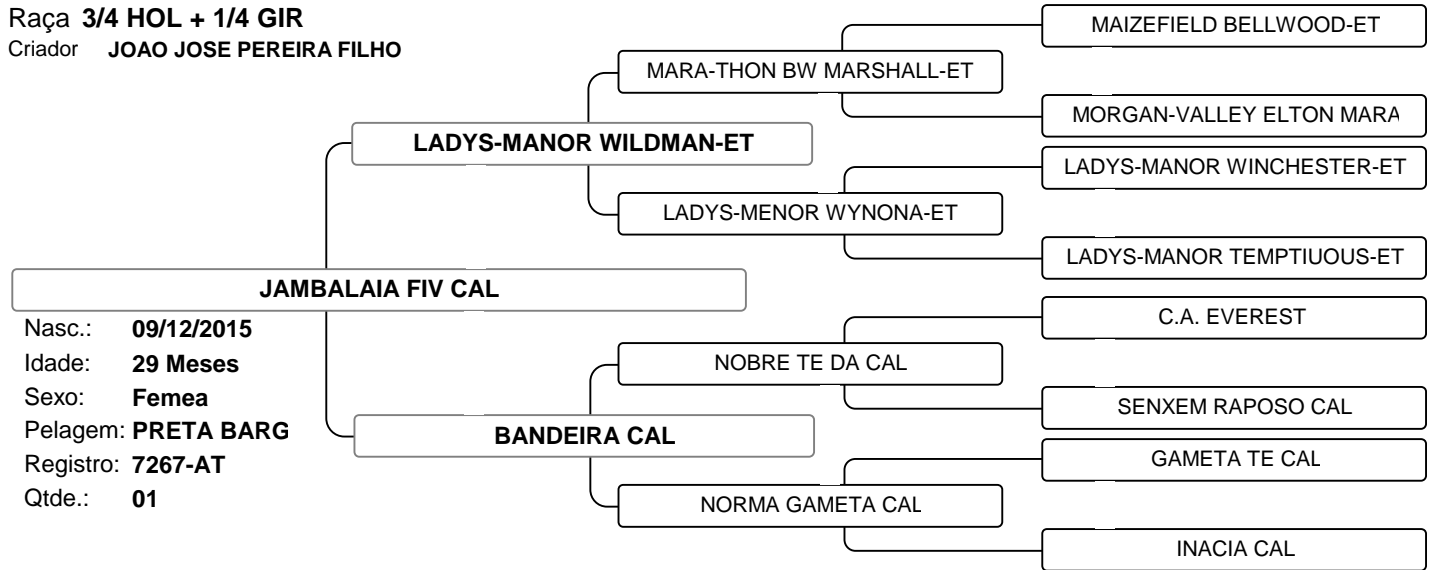 Raça 3/4 HOL + 1/4 GIR
Criador JOAO JOSE PEREIRA FILHO
MAIZEFIELD BELLWOOD-ET
MARA-THON BW MARSHALL-ET
MORGAN-VALLEY ELTON MARA
LADYS-MANOR WILDMAN-ET
LADYS-MANOR WINCHESTER-ET
LADYS-MENOR WYNONA-ET
LADYS-MANOR TEMPTIUOUS-ET
JAMBALAIA FIV CAL
Nasc.: 09/12/2015
Idade: 29 Meses
Sexo: Femea
Pelagem: PRETA BARG
Registro: 7267-AT
Qtde.: 01
C.A. EVEREST
NOBRE TE DA CAL
SENXEM RAPOSO CAL
BANDEIRA CAL
GAMETA TE CAL
NORMA GAMETA CAL
INACIA CAL